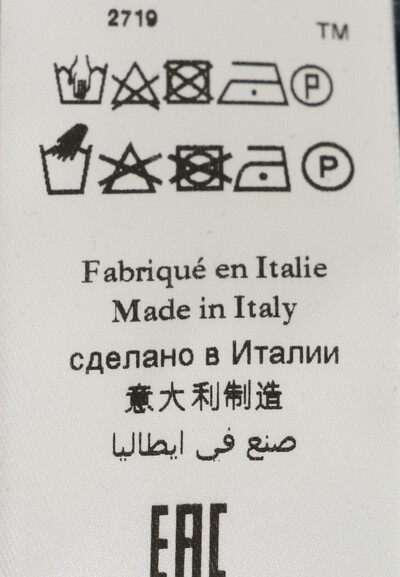 2719
TM
P
P
Fabriqué en Italie
Made in Italy
сделано в Италии
意大利制造
صنع في ايطاليا
EAC